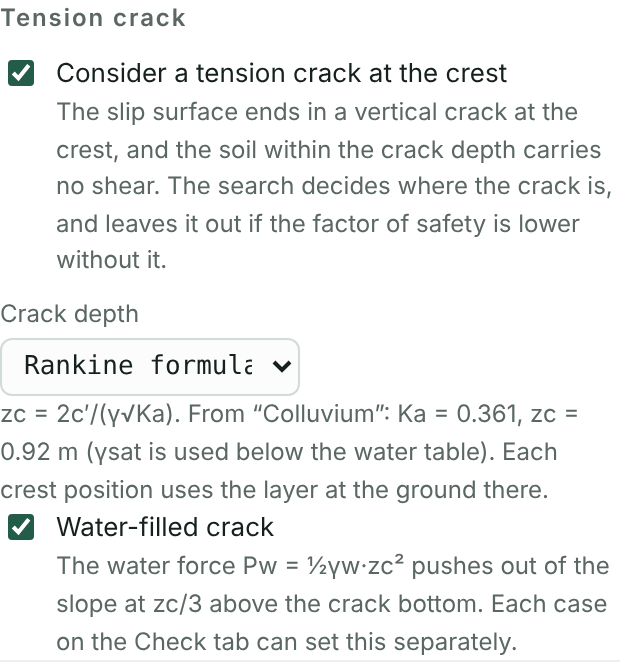 Tension crack
Consider a tension crack at the crest
The slip surface ends in a vertical crack at the
crest, and the soil within the crack depth carries
no shear. The search decides where the crack is,
and leaves it out if the factor of safety is lower
without it.
Crack depth
Rankine formula
zc = 2c′/(γ√Ka). From “Colluvium”: Ka = 0.361, zc =
0.92 m (γsat is used below the water table). Each
crest position uses the layer at the ground there.
Water-filled crack
The water force Pw = ½γw·zc² pushes out of the
slope at zc/3 above the crack bottom. Each case
on the Check tab can set this separately.